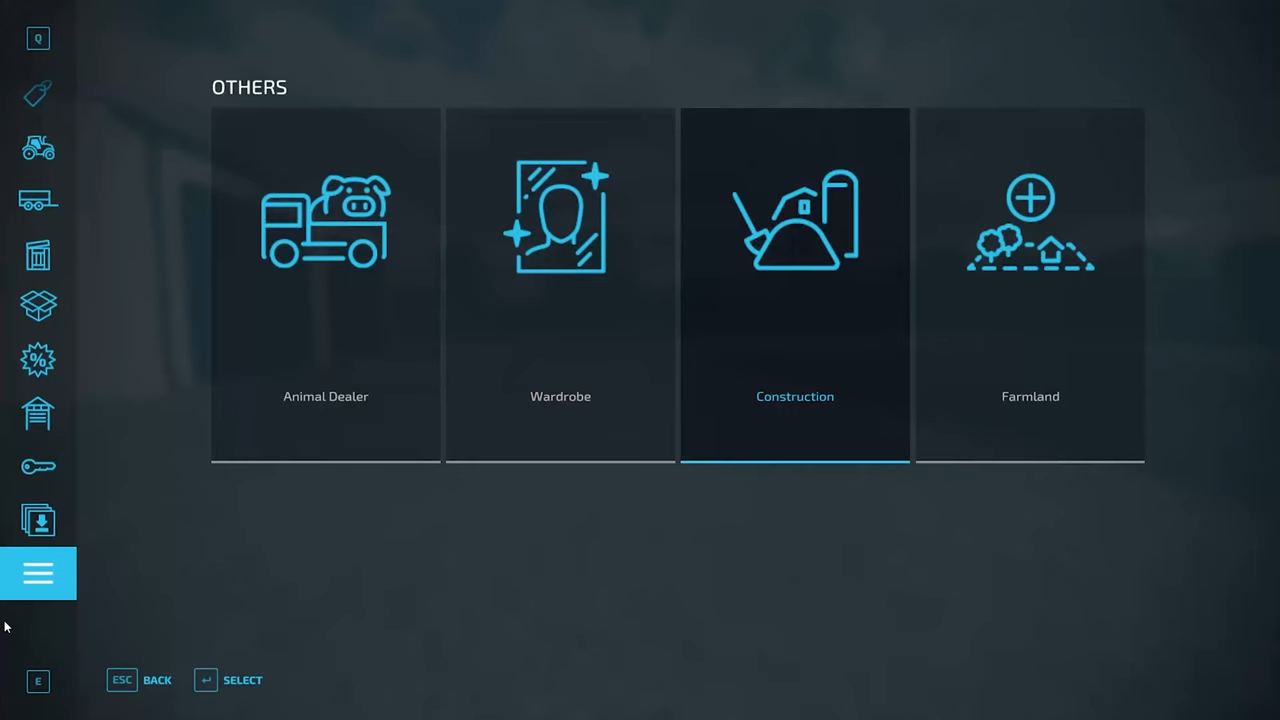 Q
OTHERS
%
Animal Dealer
Wardrobe
Construction
Farmland
E
ESC BACK
SELECT